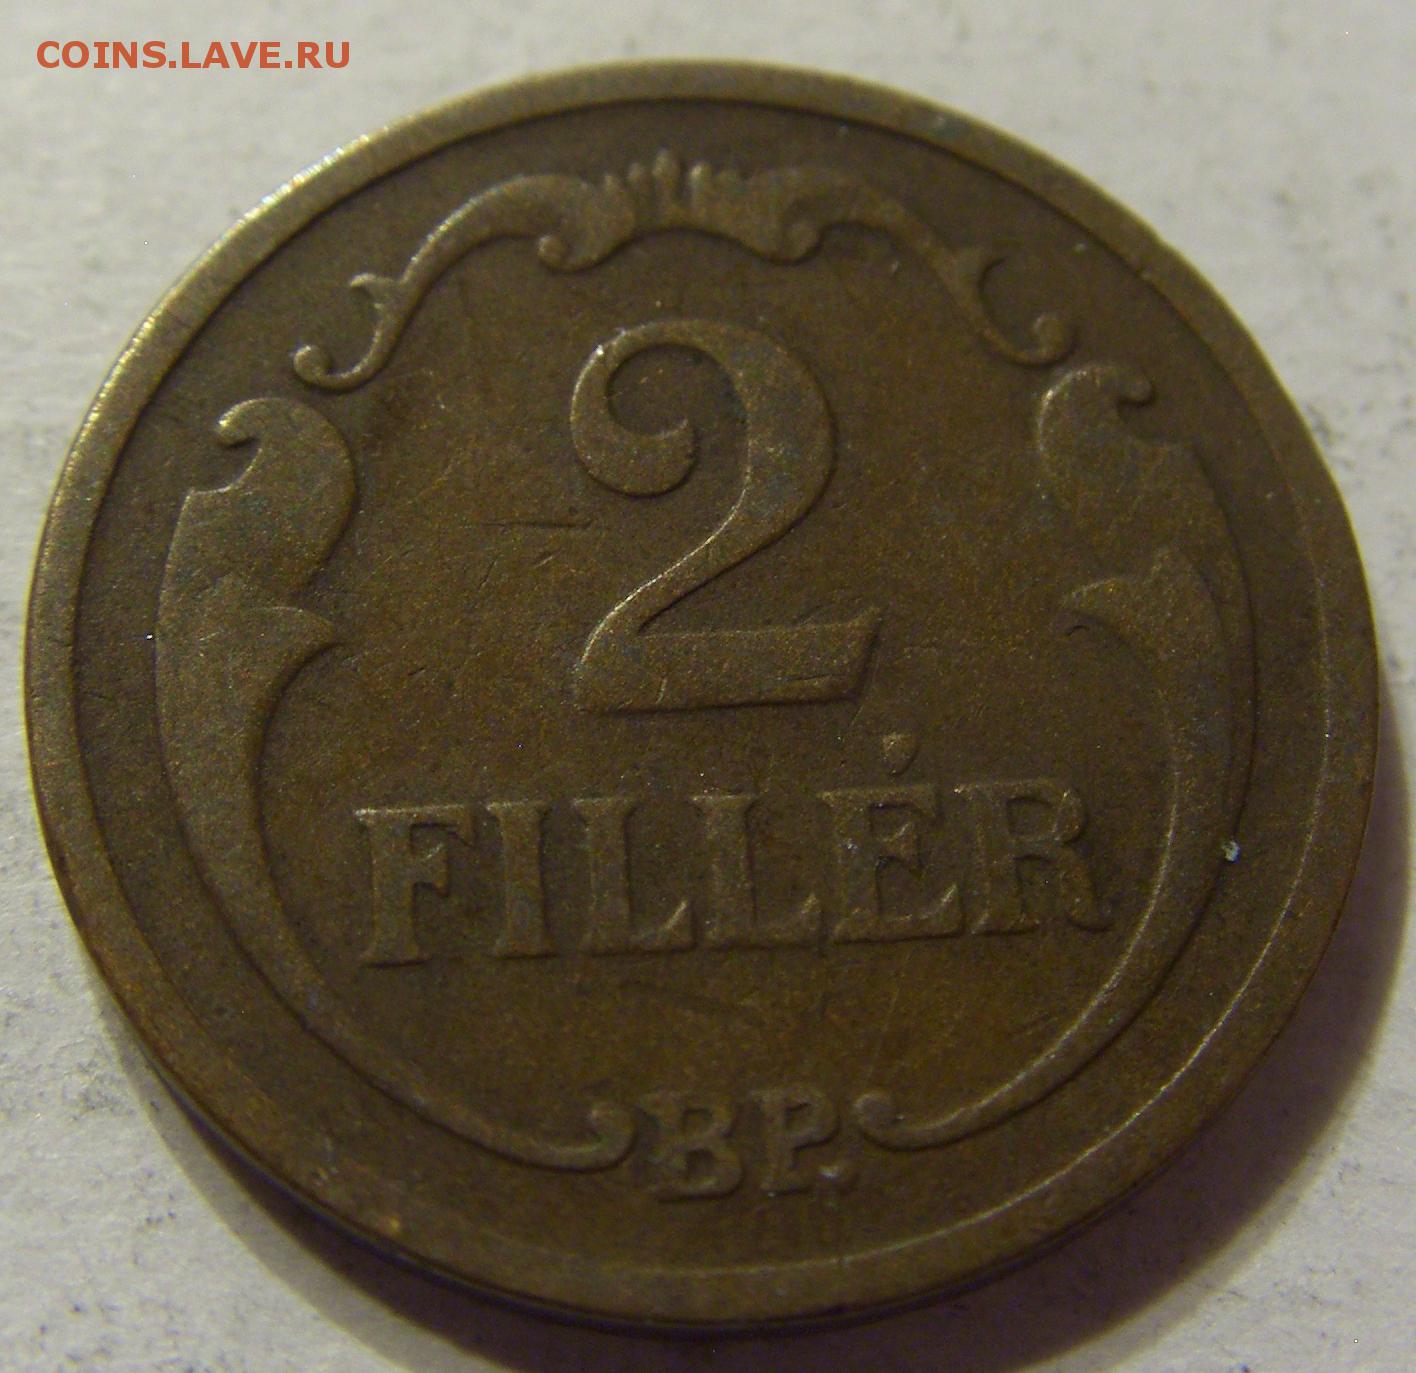 COINS.LAVE.RU
2
FILLÉR
BP.